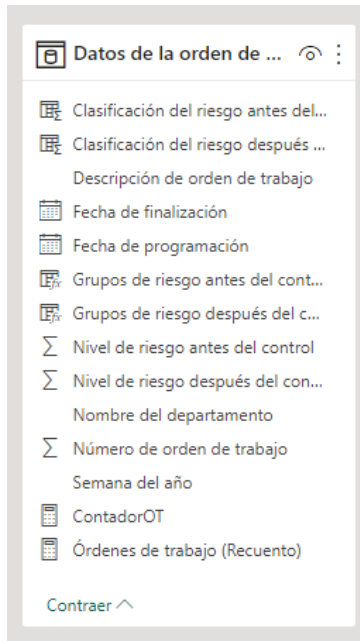 Datos de la orden de ...
Clasificación del riesgo antes del...
Clasificación del riesgo después ...
Descripción de orden de trabajo
Fecha de finalización
Fecha de programación
Grupos de riesgo antes del cont...
Grupos de riesgo después del c...
Nivel de riesgo antes del control
Nivel de riesgo después del con...
Nombre del departamento
Número de orden de trabajo
Semana del año
ContadorOT
Órdenes de trabajo (Recuento)
Contraer